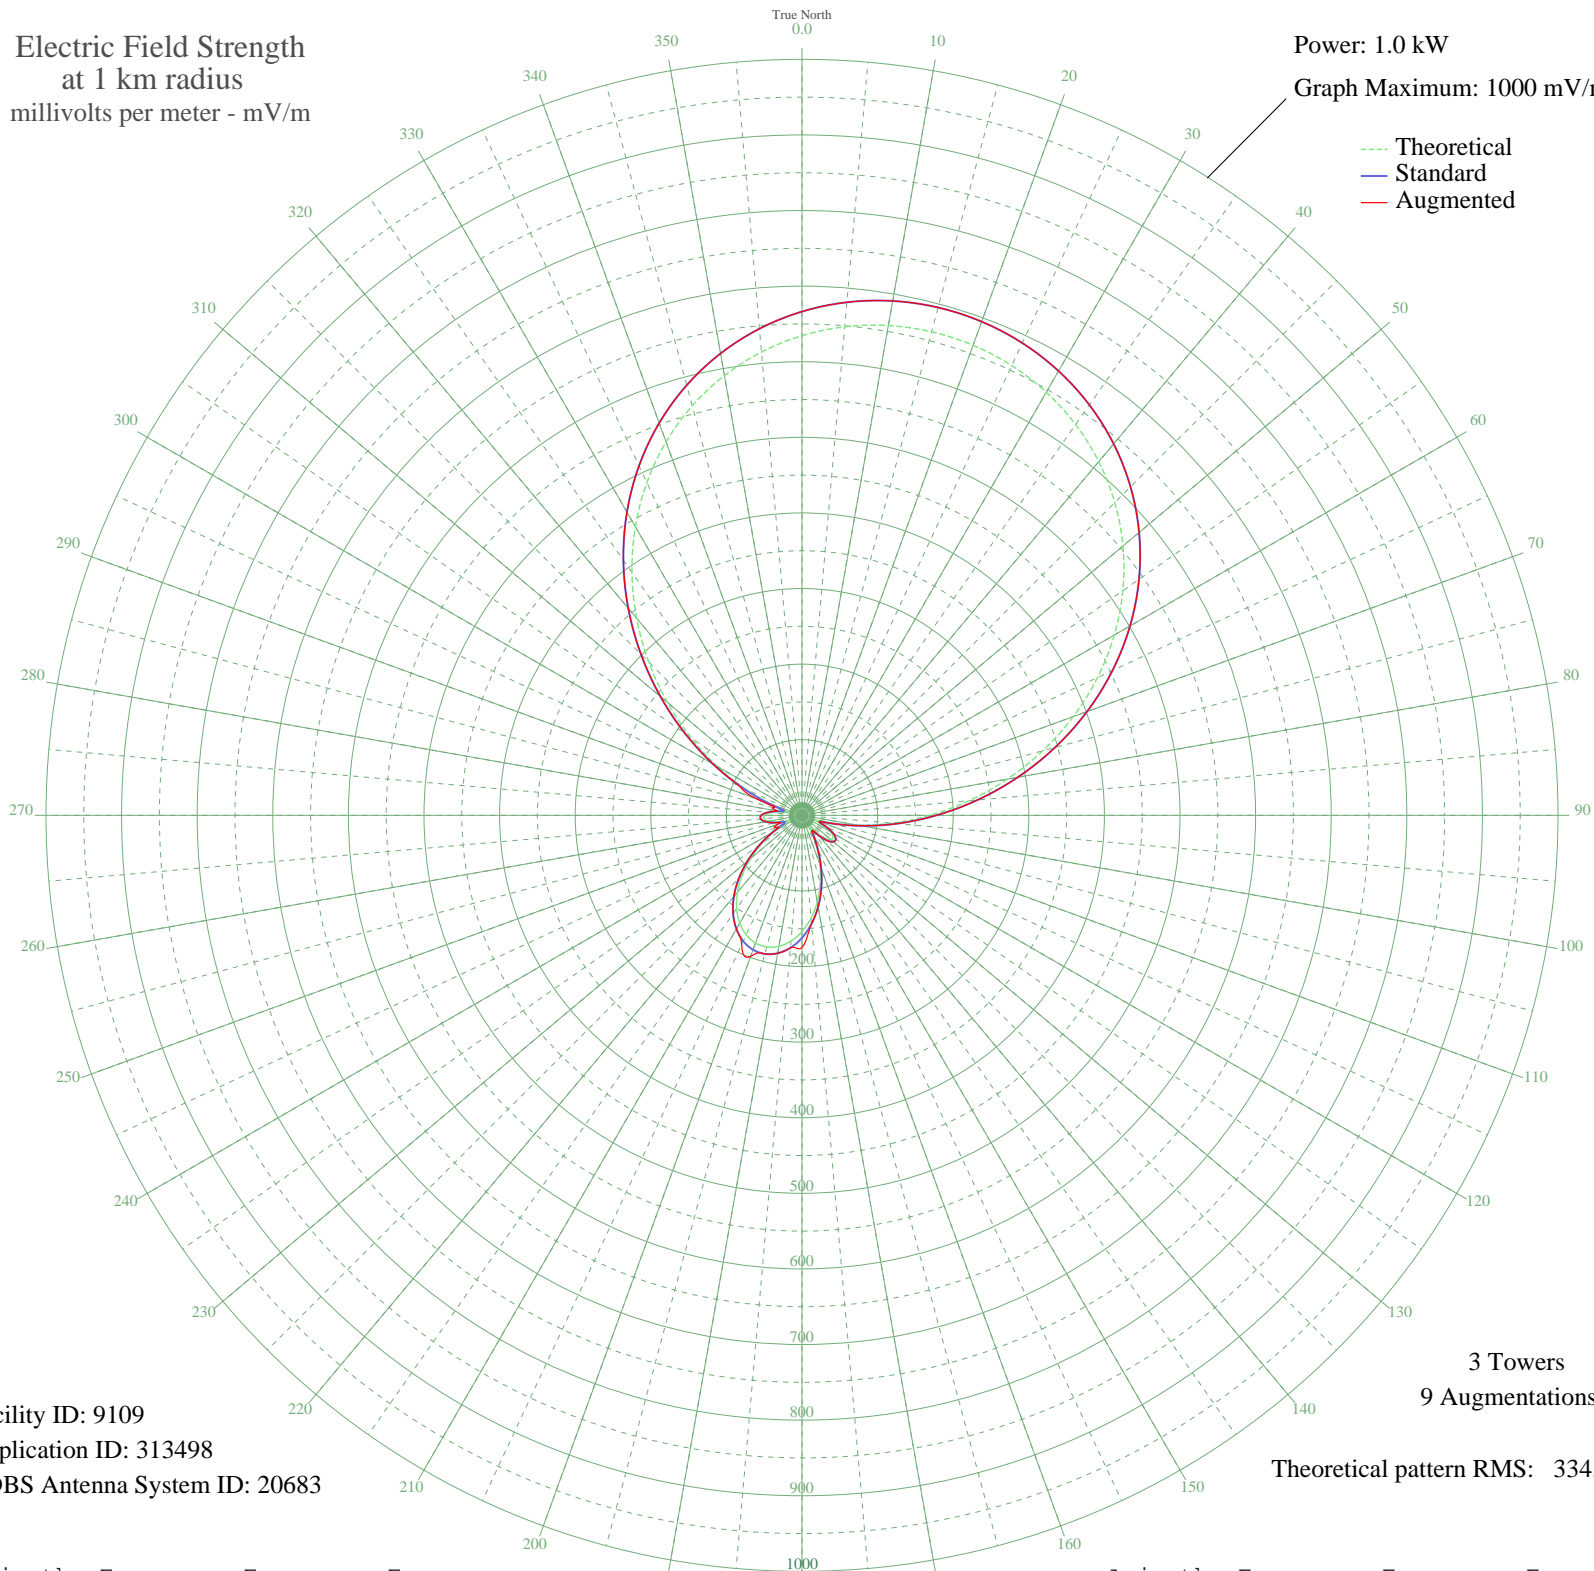 True North
Electric Field Strength
at 1 km radius
millivolts per meter - mV/m
Power: 1.0 kW
Graph Maximum: 1000 mV/
Theoretical
Standard
Augmented
0.0
10
20
30
40
50
60
70
80
90
100
110
120
130
140
150
160
200
210
220
230
240
250
260
270
280
290
300
310
320
330
340
350
200
300
400
500
600
700
800
900
1000
3 Towers
9 Augmentations
Theoretical pattern RMS: 334
cility ID: 9109
plication ID: 313498
DBS Antenna System ID: 20683